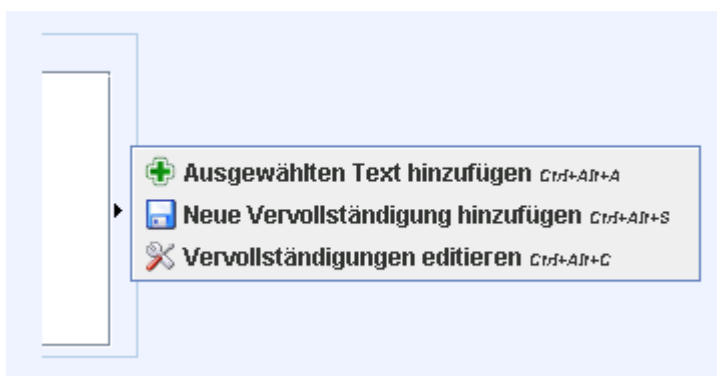 Ausgewählten Text hinzufügen Ctrl+Alt+A
Neue Vervollständigung hinzufügen Ctrl+Alt+S
Vervollständigungen editieren Ctrl+Alt+C